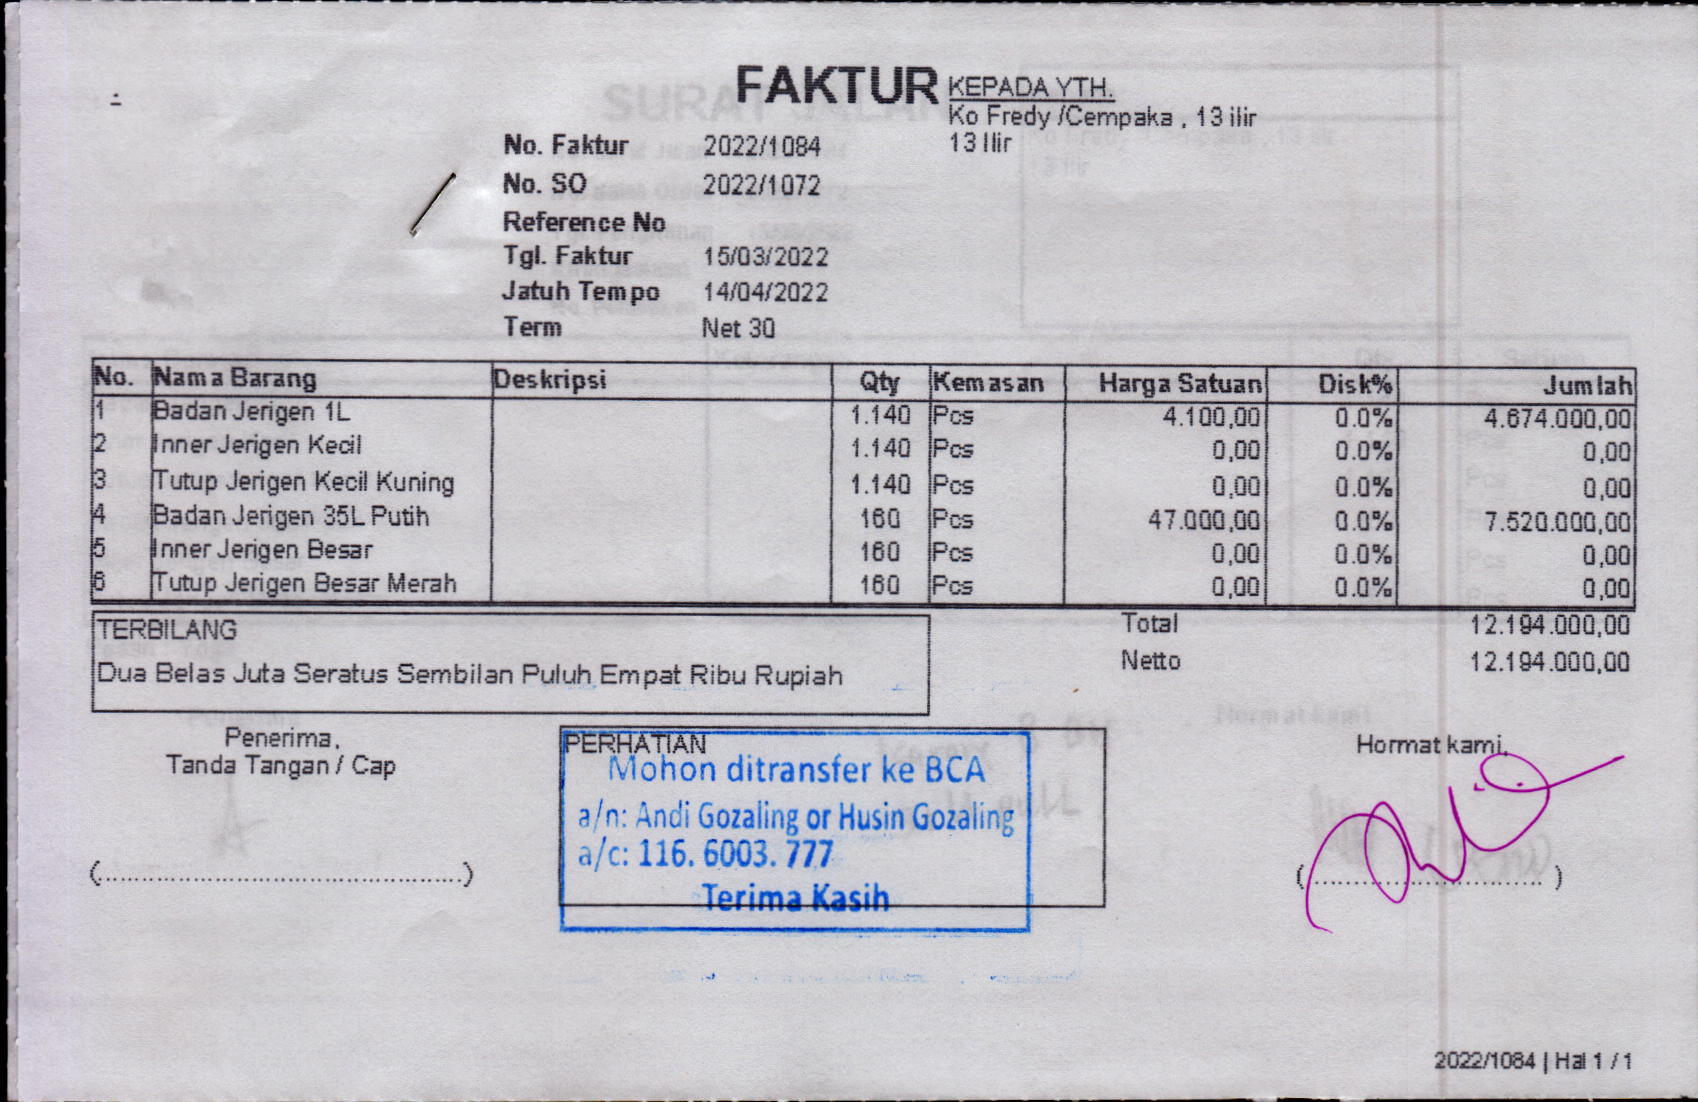 FAKTUR
KEPADA YTH.
Ko Fredy /Cempaka , 13 ilir
13 Ilir
No. Faktur 2022/1084
No. SO 2022/1072
Reference No
Tgl. Faktur 15/03/2022
Jatuh Tempo 14/04/2022
Term Net 30
No. Nama Barang Deskripsi Qty Kemasan Harga Satuan Disk% Jumlah
1 Badan Jerigen 1L 1.140 Pcs 4.100,00 0.0% 4.674.000,00
2 Inner Jerigen Kecil 1.140 Pcs 0,00 0.0% 0,00
3 Tutup Jerigen Kecil Kuning 1.140 Pcs 0,00 0.0% 0,00
4 Badan Jerigen 35L Putih 160 Pcs 47.000,00 0.0% 7.520.000,00
5 Inner Jerigen Besar 160 Pcs 0,00 0.0% 0,00
6 Tutup Jerigen Besar Merah 160 Pcs 0,00 0.0% 0,00
TERBILANG
Dua Belas Juta Seratus Sembilan Puluh Empat Ribu Rupiah
Total 12.194.000,00
Netto 12.194.000,00
Penerima,
Tanda Tangan / Cap
(...............................................)
PERHATIAN
Mohon ditransfer ke BCA
a/n: Andi Gozaling or Husin Gozaling
a/c: 116. 6003. 777
Terima Kasih
Hormat kami,
(.............................. )
2022/1084 | Hal 1 / 1